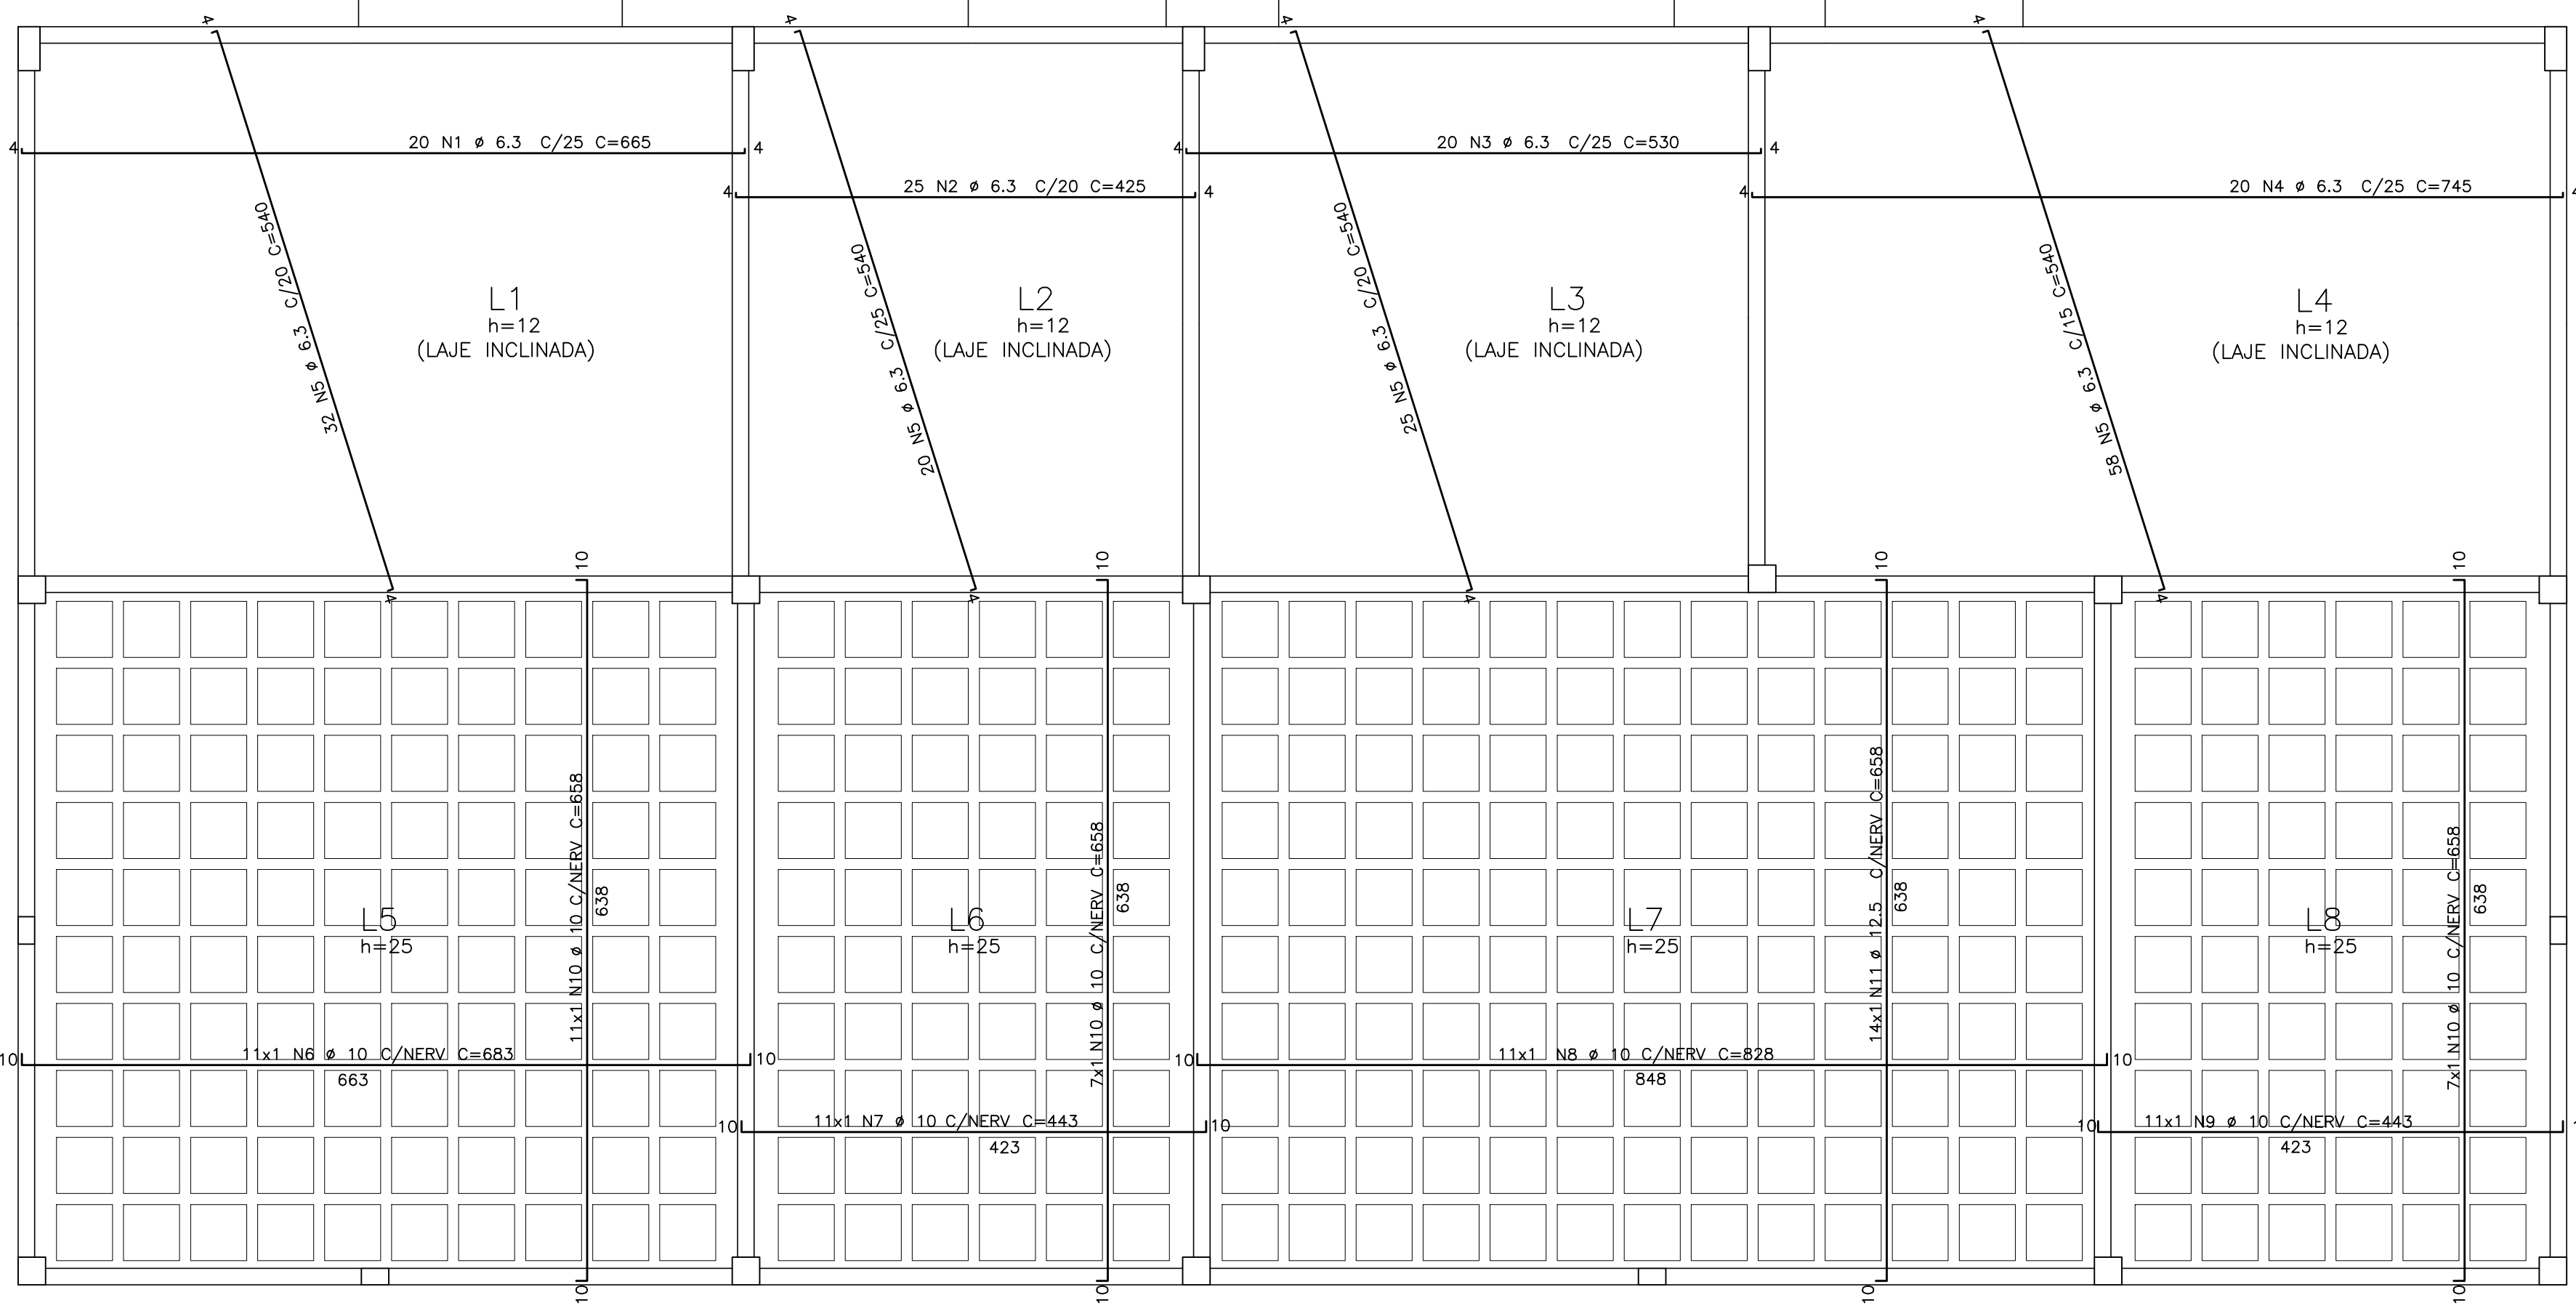 4
4
4
4
4 20 N1 ø 6.3 C/25 C=665 4
4 20 N3 ø 6.3 C/25 C=530 4
4 25 N2 ø 6.3 C/20 C=425 4
4 20 N4 ø 6.3 C/25 C=745 4
32 N5 ø 6.3 C/20 C=540
20 N5 ø 6.3 C/25 C=540
25 N5 ø 6.3 C/20 C=540
58 N5 ø 6.3 C/15 C=540
L1
h=12
(LAJE INCLINADA)
L2
h=12
(LAJE INCLINADA)
L3
h=12
(LAJE INCLINADA)
L4
h=12
(LAJE INCLINADA)
4
4
4
4
10
10
10
10
11x1 N10 ø 10 C/NERV C=658
638
7x1 N10 ø 10 C/NERV C=658
638
14x1 N11 ø 12.5 C/NERV C=658
638
7x1 N10 ø 10 C/NERV C=658
638
L5
h=25
L6
h=25
L7
h=25
L8
h=25
10 11x1 N6 ø 10 C/NERV C=683 10
663
10 11x1 N8 ø 10 C/NERV C=828 10
848
10 11x1 N7 ø 10 C/NERV C=443 10
423
10 11x1 N9 ø 10 C/NERV C=443
423
10
10
10
10